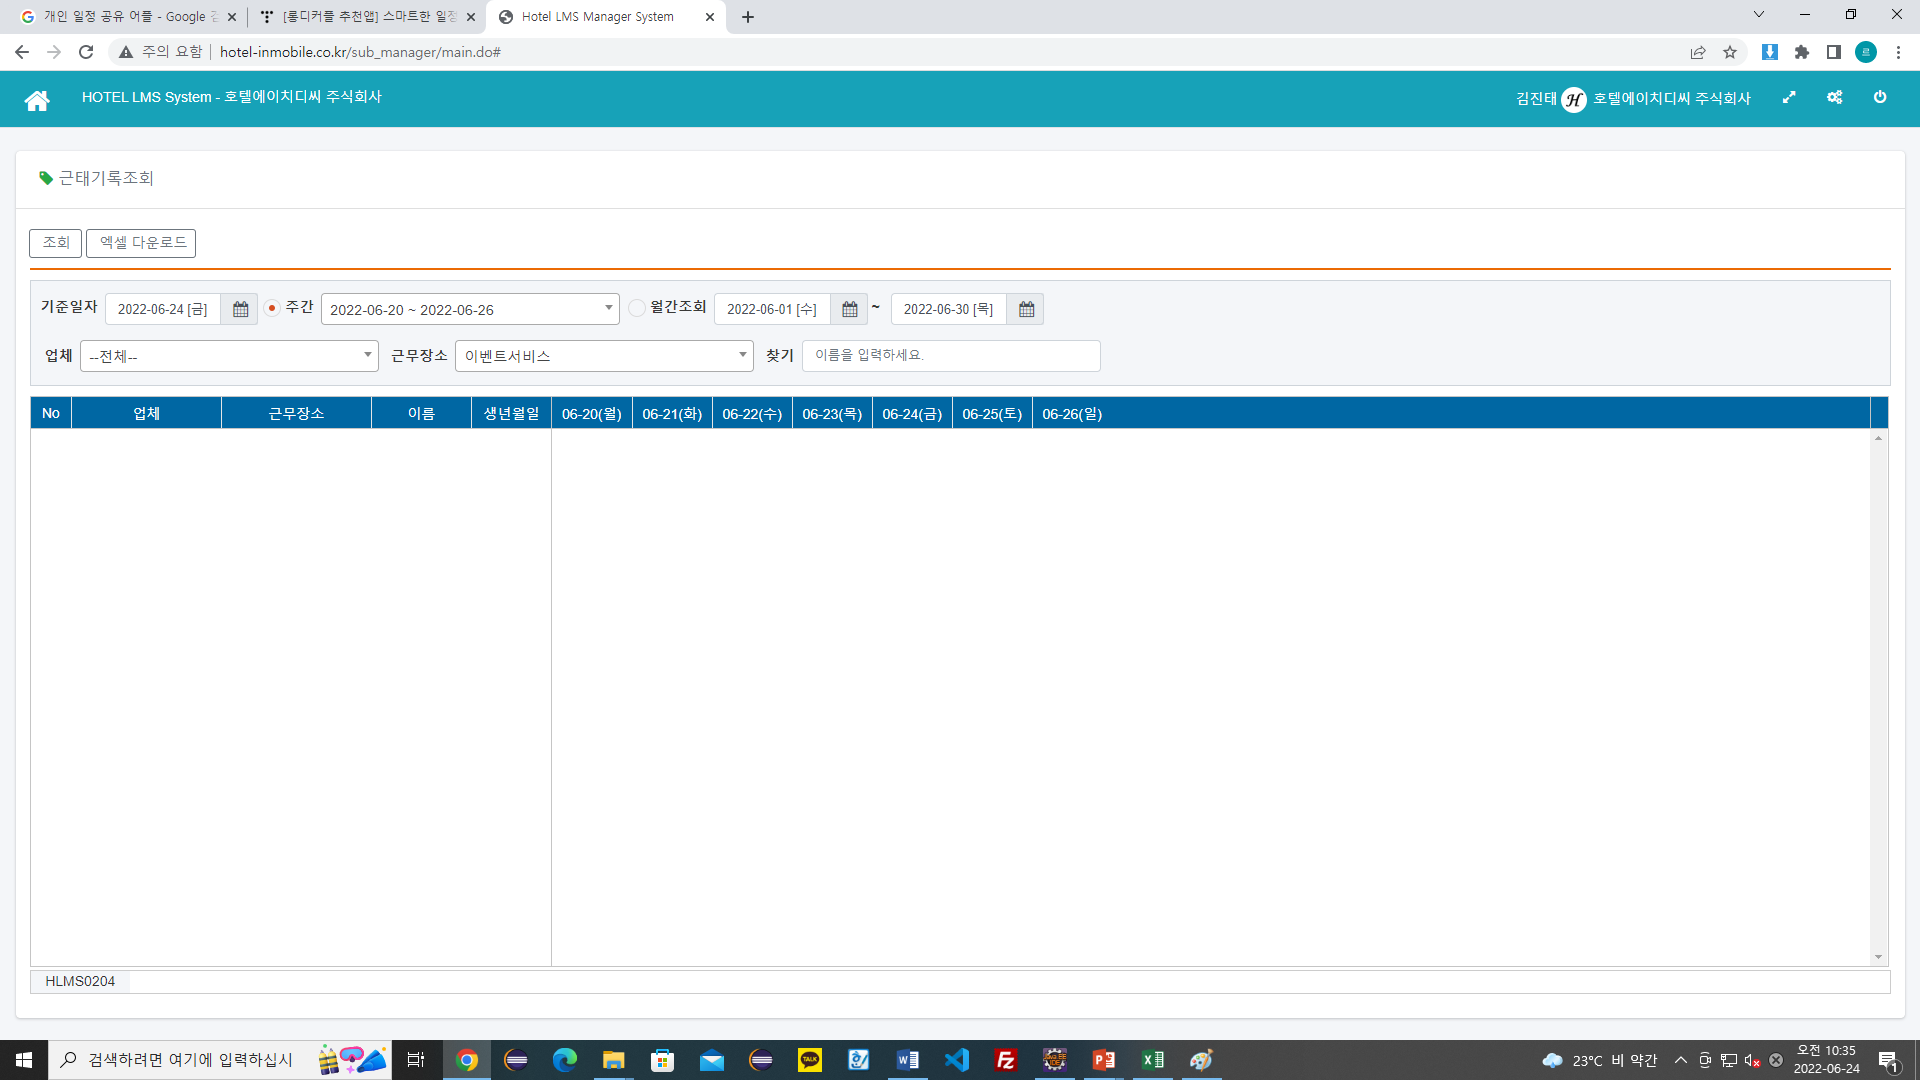 개인 일정 공유 어플 - Google 검
[롱디커플 추천앱] 스마트한 일정
Hotel LMS Manager System
주의 요함
hotel-inmobile.co.kr/sub_manager/main.do#
HOTEL LMS System - 호텔에이치디씨 주식회사
김진태 H 호텔에이치디씨 주식회사
근태기록조회
조회 엑셀 다운로드
기준일자 2022-06-24 [금] 주간 2022-06-20 ~ 2022-06-26 월간조회 2022-06-01 [수] ~ 2022-06-30 [목]
업체 --전체-- 근무장소 이벤트서비스 찾기 이름을 입력하세요.
No 업체 근무장소 이름 생년월일 06-20(월) 06-21(화) 06-22(수) 06-23(목) 06-24(금) 06-25(토) 06-26(일)
HLMS0204
검색하려면 여기에 입력하십시
TALK
23°C 비 약간
오전 10:35
2022-06-24
1